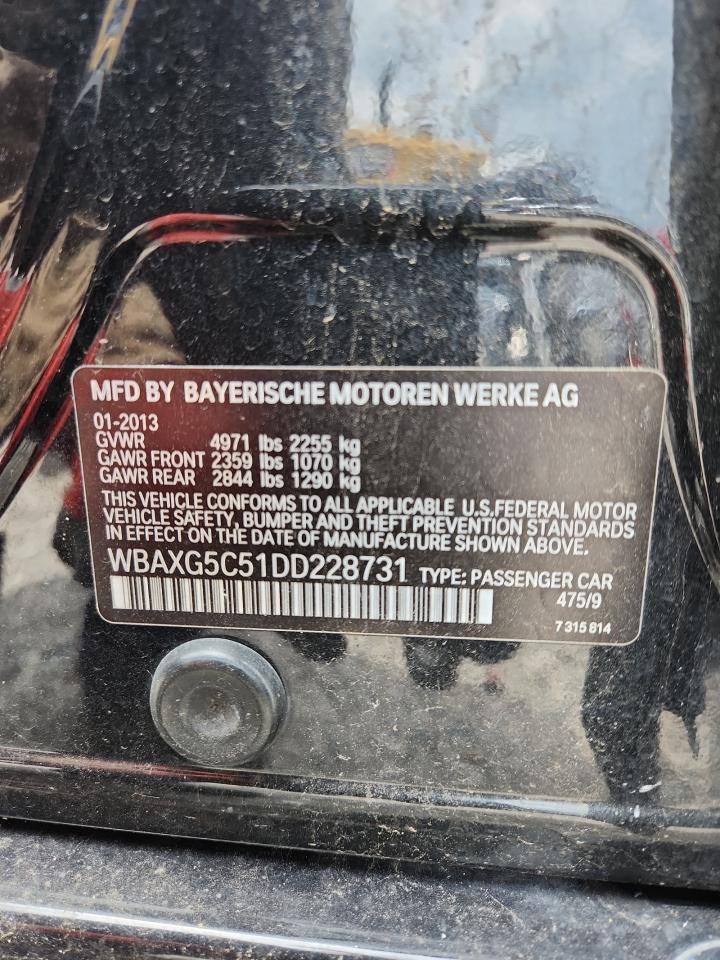 MFD BY BAYERISCHE MOTOREN WERKE AG
01-2013
GVWR 4971 lbs 2255 kg
GAWR FRONT 2359 lbs 1070 kg
GAWR REAR 2844 lbs 1290 kg
THIS VEHICLE CONFORMS TO ALL APPLICABLE U.S.FEDERAL MOTOR
VEHICLE SAFETY, BUMPER AND THEFT PREVENTION STANDARDS
IN EFFECT ON THE DATE OF MANUFACTURE SHOWN ABOVE.
WBAXG5C51DD228731 TYPE: PASSENGER CAR
475/9
7 315 814